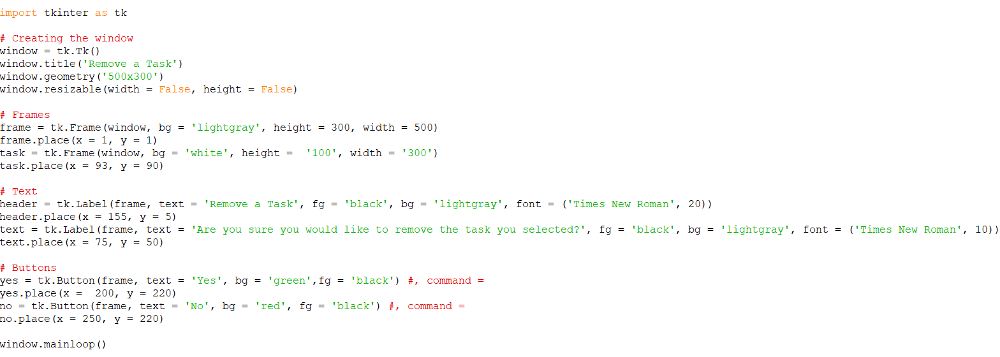 import tkinter as tk
# Creating the window
window = tk.Tk()
window.title('Remove a Task')
window.geometry('500x300')
window.resizable(width = False, height = False)
# Frames
frame = tk.Frame(window, bg = 'lightgray', height = 300, width = 500)
frame.place(x = 1, y = 1)
task = tk.Frame(window, bg = 'white', height =  '100', width = '300')
task.place(x = 93, y = 90)
# Text
header = tk.Label(frame, text = 'Remove a Task', fg = 'black', bg = 'lightgray', font = ('Times New Roman', 20))
header.place(x = 155, y = 5)
text = tk.Label(frame, text = 'Are you sure you would like to remove the task you selected?', fg = 'black', bg = 'lightgray', font = ('Times New Roman', 10))
text.place(x = 75, y = 50)
# Buttons
yes = tk.Button(frame, text = 'Yes', bg = 'green',fg = 'black') #, command =
yes.place(x =  200, y = 220)
no = tk.Button(frame, text = 'No', bg = 'red', fg = 'black') #, command =
no.place(x = 250, y = 220)
window.mainloop()